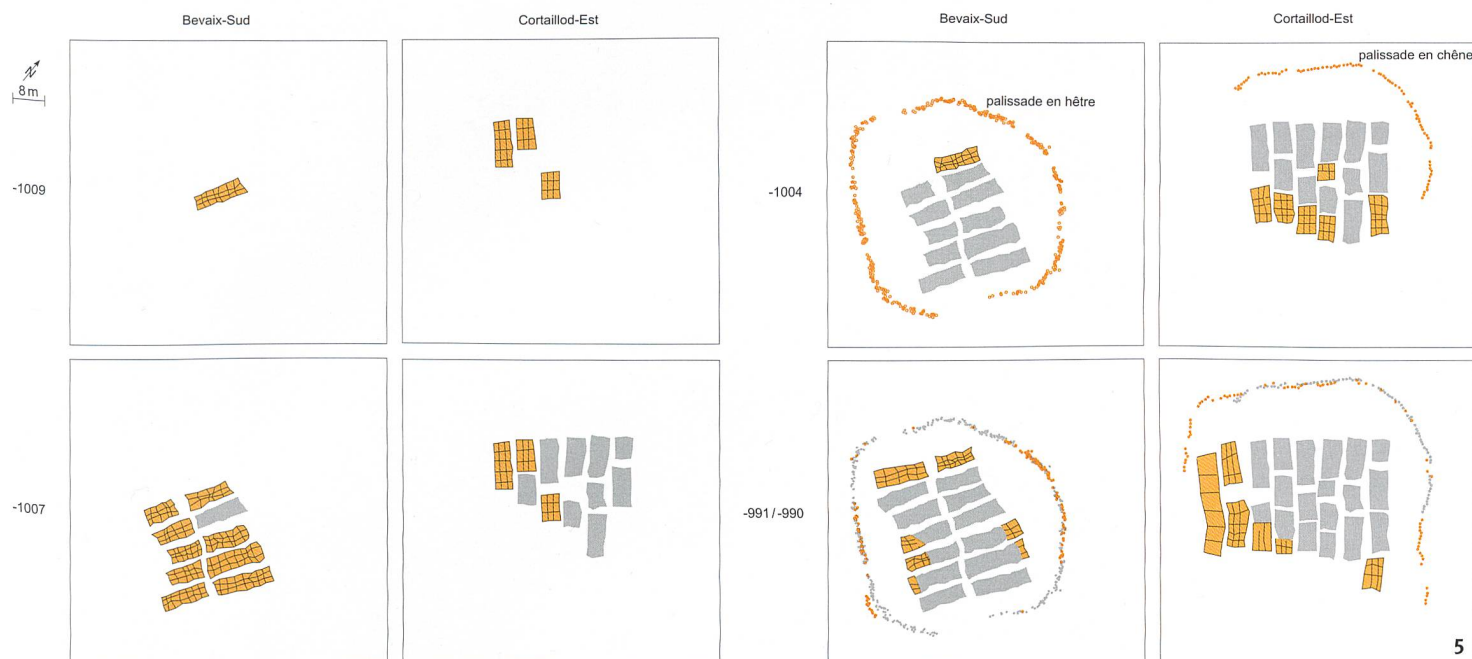 Bevaix-Sud
Cortaillod-Est
Bevaix-Sud
Cortaillod-Est
N
8 m
palissade en hêtre
palissade en chêne
-1009
-1004
-1007
-991 / -990
5